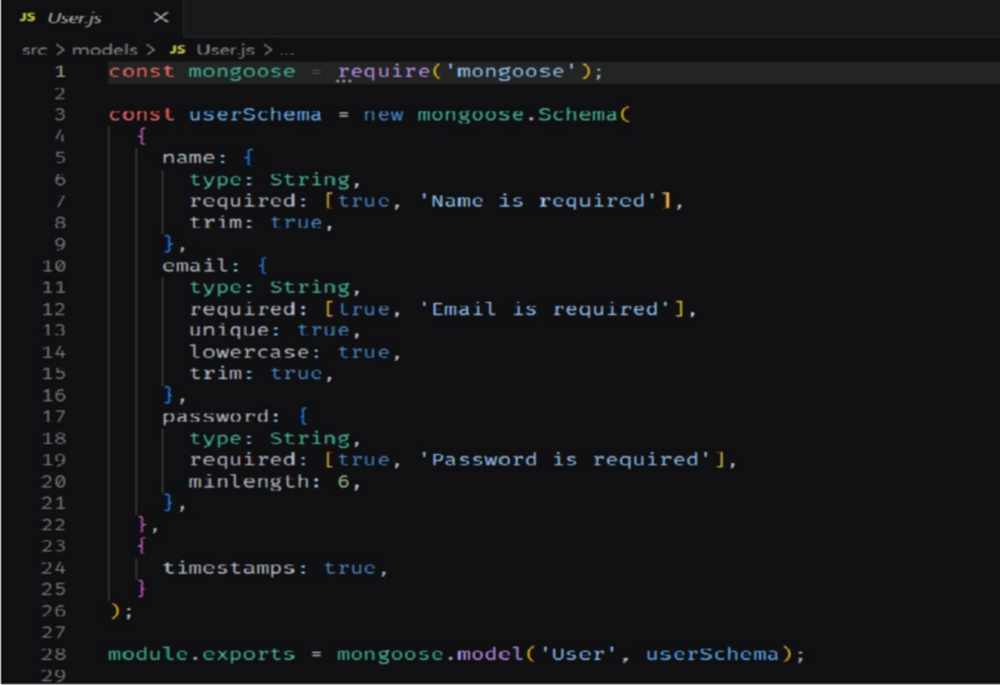 JS User.js ×
src > models > JS User.js > ...
1 const mongoose = require('mongoose');
2
3 const userSchema = new mongoose.Schema(
4   {
5     name: {
6       type: String,
7       required: [true, 'Name is required'],
8       trim: true,
9     },
10     email: {
11       type: String,
12       required: [true, 'Email is required'],
13       unique: true,
14       lowercase: true,
15       trim: true,
16     },
17     password: {
18       type: String,
19       required: [true, 'Password is required'],
20       minlength: 6,
21     },
22   },
23   {
24     timestamps: true,
25   }
26 );
27
28 module.exports = mongoose.model('User', userSchema);
29